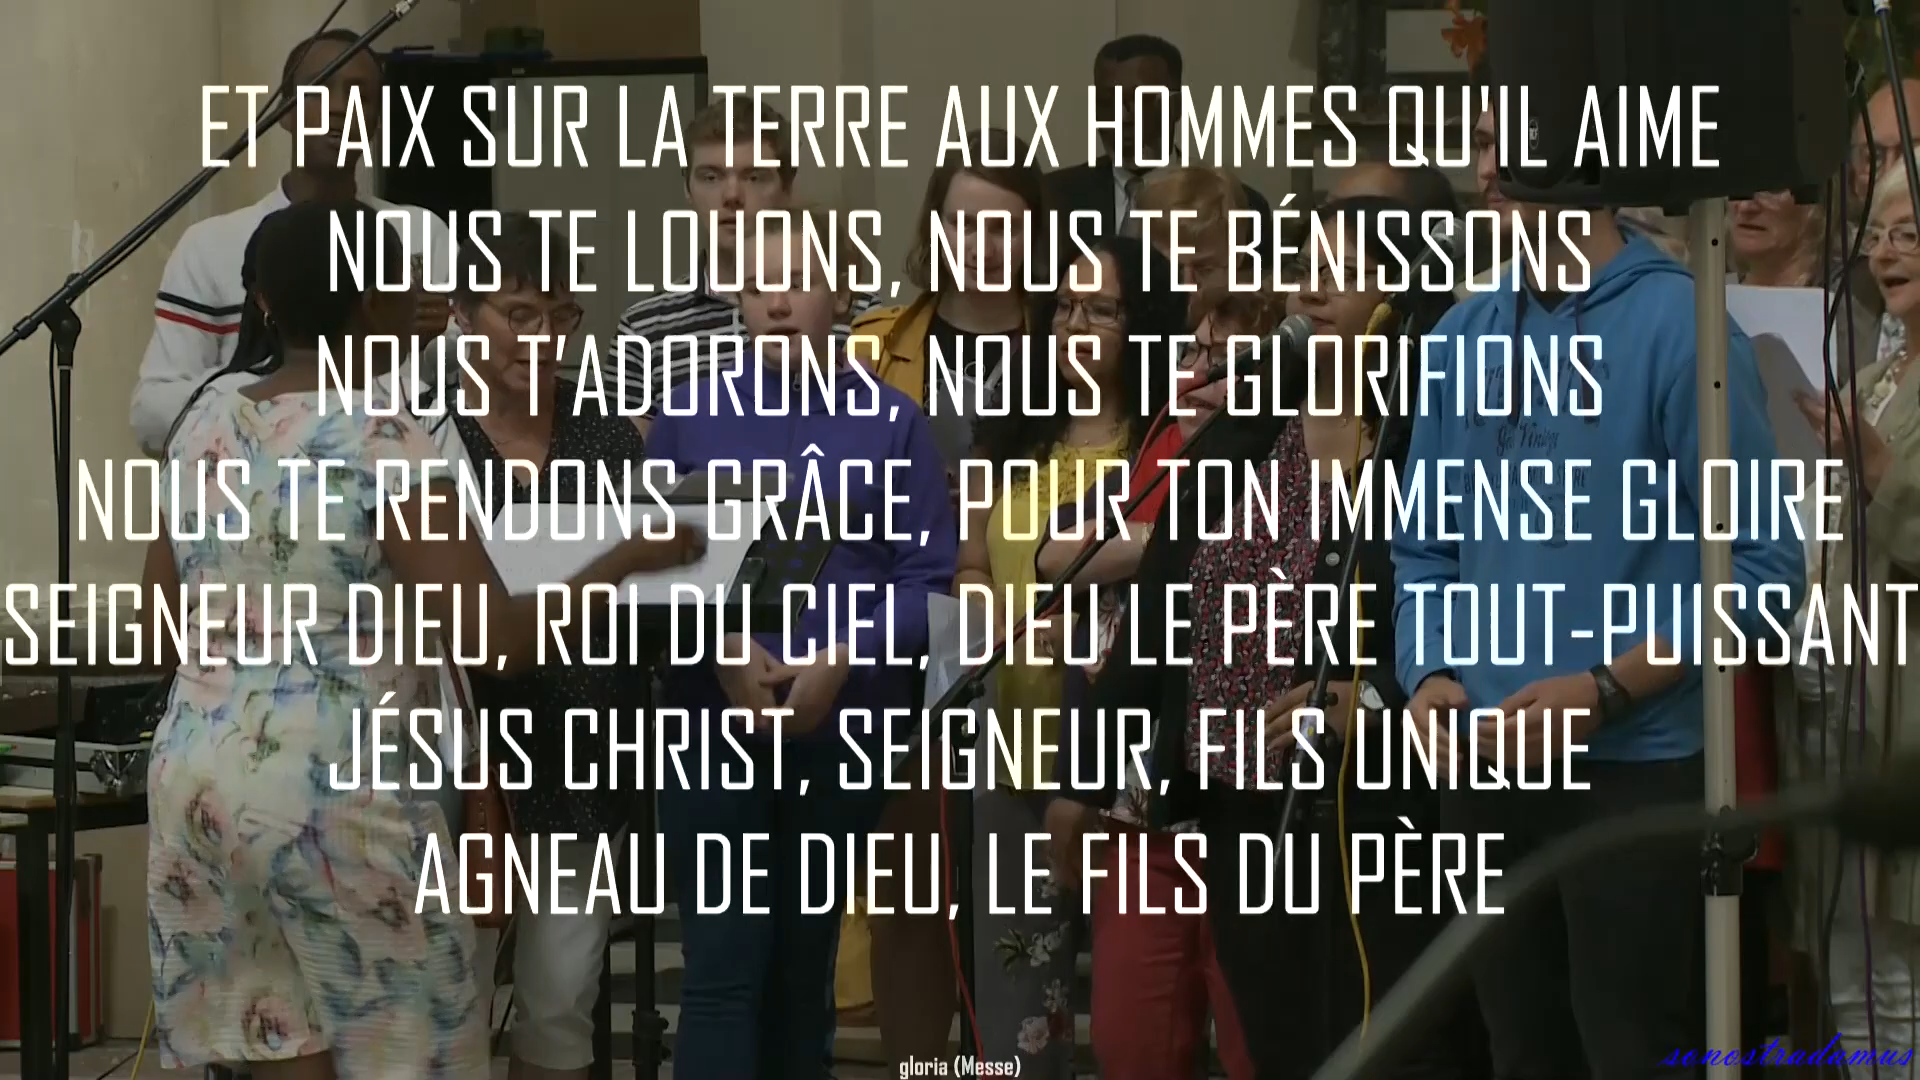 ET PAIX SUR LA TERRE AUX HOMMES QU'IL AIME
NOUS TE LOUONS, NOUS TE BÉNISSONS
NOUS T’ADORONS, NOUS TE GLORIFIONS
NOUS TE RENDONS GRÂCE, POUR TON IMMENSE GLOIRE
SEIGNEUR DIEU, ROI DU CIEL, DIEU LE PÈRE TOUT-PUISSANT
JÉSUS CHRIST, SEIGNEUR, FILS UNIQUE
AGNEAU DE DIEU, LE FILS DU PÈRE
gloria (Messe)
sonostradamus